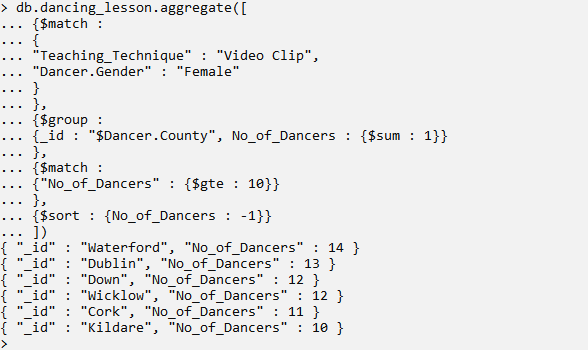 > db.dancing_lesson.aggregate([
... {$match :
... {
... "Teaching_Technique" : "Video Clip",
... "Dancer.Gender" : "Female"
... }
... },
... {$group :
... {_id : "$Dancer.County", No_of_Dancers : {$sum : 1}}
... },
... {$match :
... {"No_of_Dancers" : {$gte : 10}}
... },
... {$sort : {No_of_Dancers : -1}}
... ])
{ "_id" : "Waterford", "No_of_Dancers" : 14 }
{ "_id" : "Dublin", "No_of_Dancers" : 13 }
{ "_id" : "Down", "No_of_Dancers" : 12 }
{ "_id" : "Wicklow", "No_of_Dancers" : 12 }
{ "_id" : "Cork", "No_of_Dancers" : 11 }
{ "_id" : "Kildare", "No_of_Dancers" : 10 }
>